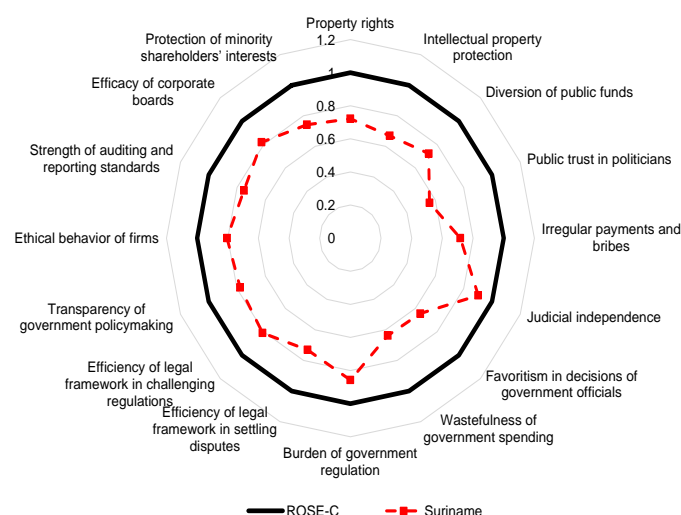 Property rights
Intellectual property
protection
Diversion of public funds
Public trust in politicians
Irregular payments and
bribes
Judicial independence
Favoritism in decisions of
government officials
Wastefulness of
government spending
Burden of government
regulation
Efficiency of legal
framework in settling
disputes
Efficiency of legal
framework in challenging
regulations
Transparency of
government policymaking
Ethical behavior of firms
Strength of auditing and
reporting standards
Efficacy of corporate
boards
Protection of minority
shareholders' interests
1.2
1
0.8
0.6
0.4
0.2
0
ROSE-C
Suriname